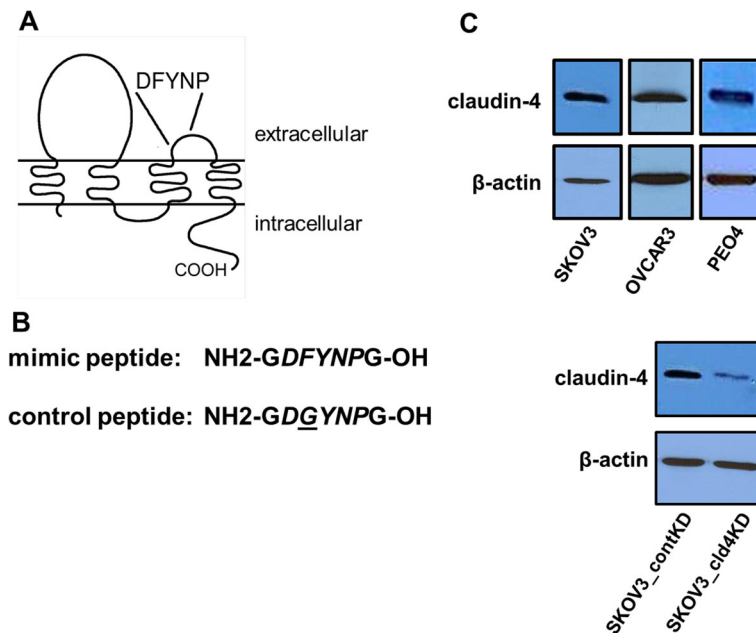 A
DFYNP
extracellular
intracellular
COOH
B
mimic peptide: NH2-GDFYNPG-OH
control peptide: NH2-GDGYNPG-OH
C
claudin-4
β-actin
SKOV3
OVCAR3
PEO4
claudin-4
β-actin
SKOV3_contKD
SKOV3_cld4KD